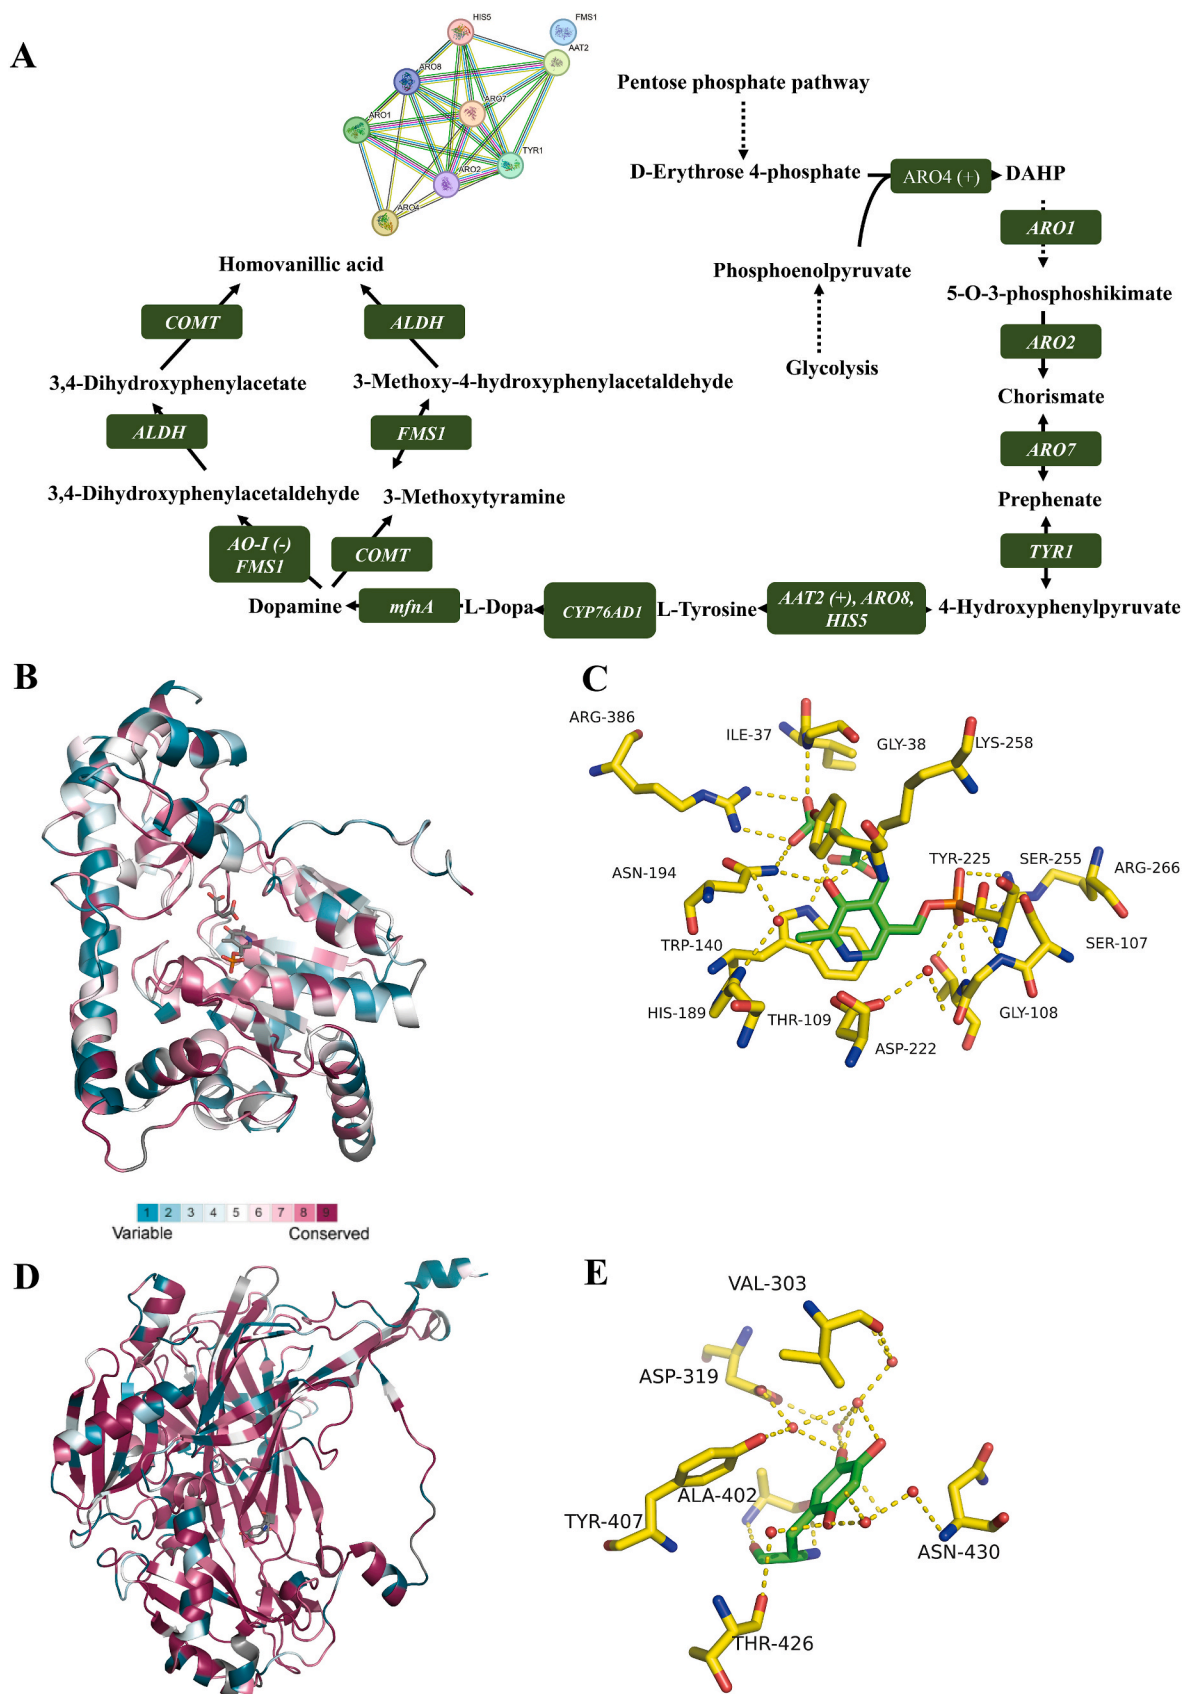 A
HIS5
FMS1
AAT2
ARO8
ARO7
ARO1
TYR1
ARO2
ARO4
Pentose phosphate pathway
D-Erythrose 4-phosphate
ARO4 (+)
DAHP
ARO1
Phosphoenolpyruvate
5-O-3-phosphoshikimate
ARO2
Glycolysis
Chorismate
ARO7
Prephenate
TYR1
4-Hydroxyphenylpyruvate
AAT2 (+), ARO8,
HIS5
L-Tyrosine
CYP76AD1
L-Dopa
mfnA
Dopamine
Homovanillic acid
COMT
ALDH
3,4-Dihydroxyphenylacetate
3-Methoxy-4-hydroxyphenylacetaldehyde
ALDH
FMS1
3,4-Dihydroxyphenylacetaldehyde
3-Methoxytyramine
AO-I (-)
FMS1
COMT
B
1 2 3 4 5 6 7 8 9
Variable Conserved
C
ARG-386
ILE-37
GLY-38
LYS-258
ASN-194
TYR-225
SER-255
ARG-266
TRP-140
SER-107
HIS-189
THR-109
ASP-222
GLY-108
D
E
VAL-303
ASP-319
ALA-402
TYR-407
ASN-430
THR-426